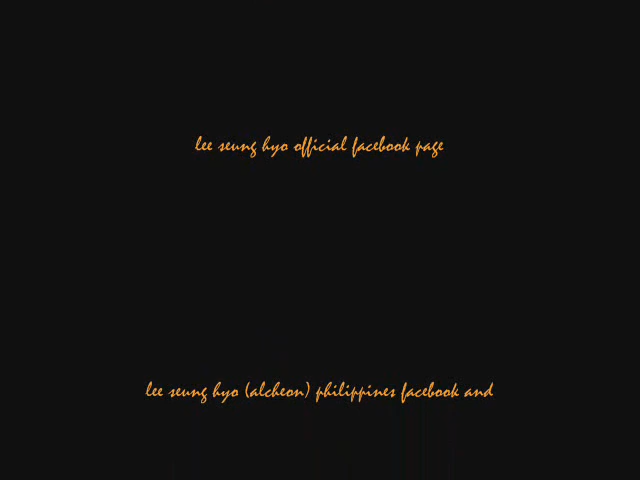 lee seung hyo official facebook page
lee seung hyo (alcheon) philippines facebook and